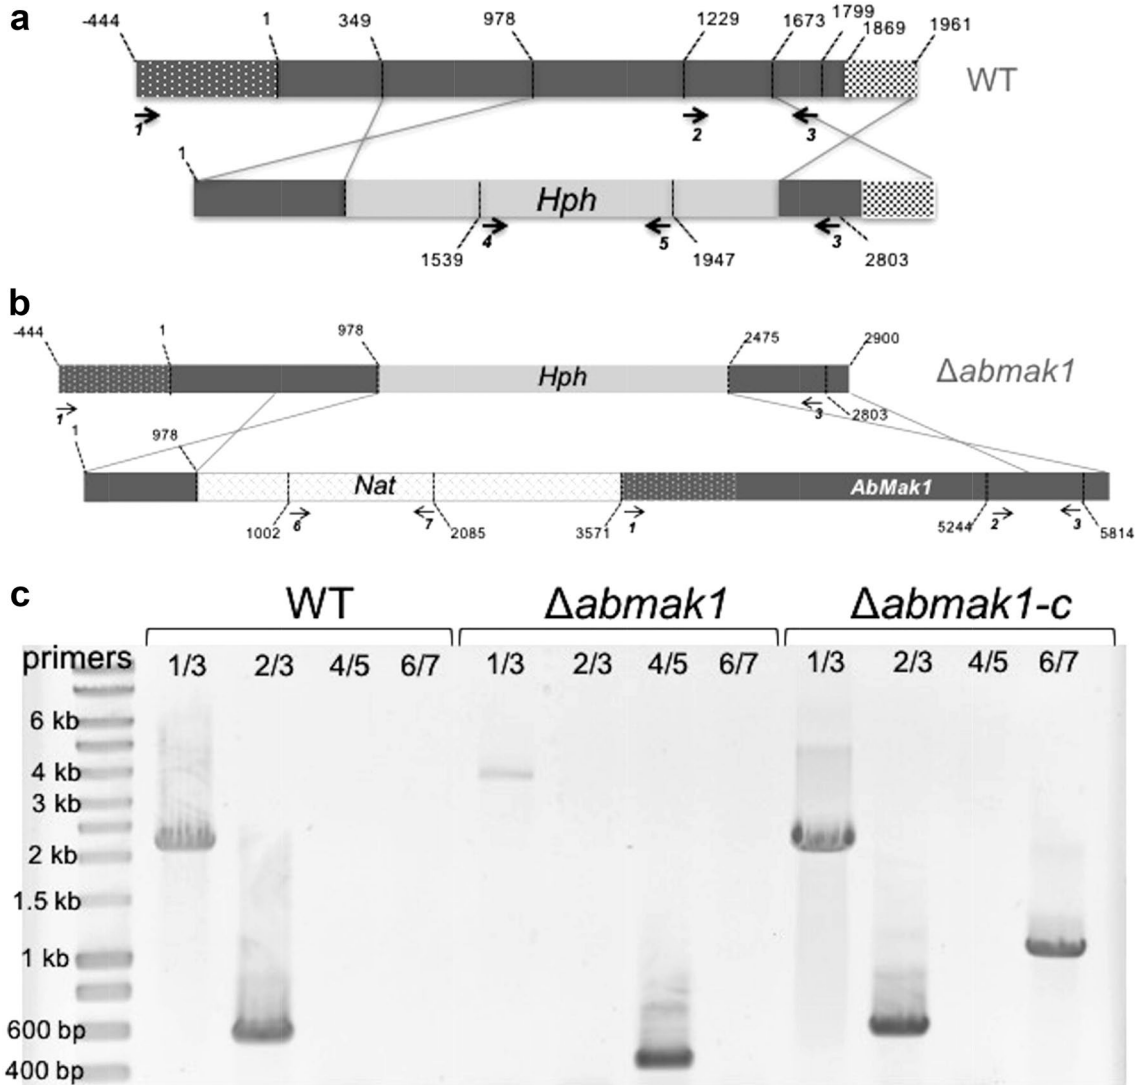 a
-444 1 349 978 1229 1673 1799 1869 1961
WT
1 2 3
1
Hph
4 5 3
1539 1947 2803
b
-444 1 978 2475 2900
Hph
Δabmak1
1 3 2803
1 978
Nat AbMak1
1002 6 7 2085 3571 1 5244 2 3 5814
c
WT Δabmak1 Δabmak1-c
primers 1/3 2/3 4/5 6/7 1/3 2/3 4/5 6/7 1/3 2/3 4/5 6/7
6 kb
4 kb
3 kb
2 kb
1.5 kb
1 kb
600 bp
400 bp